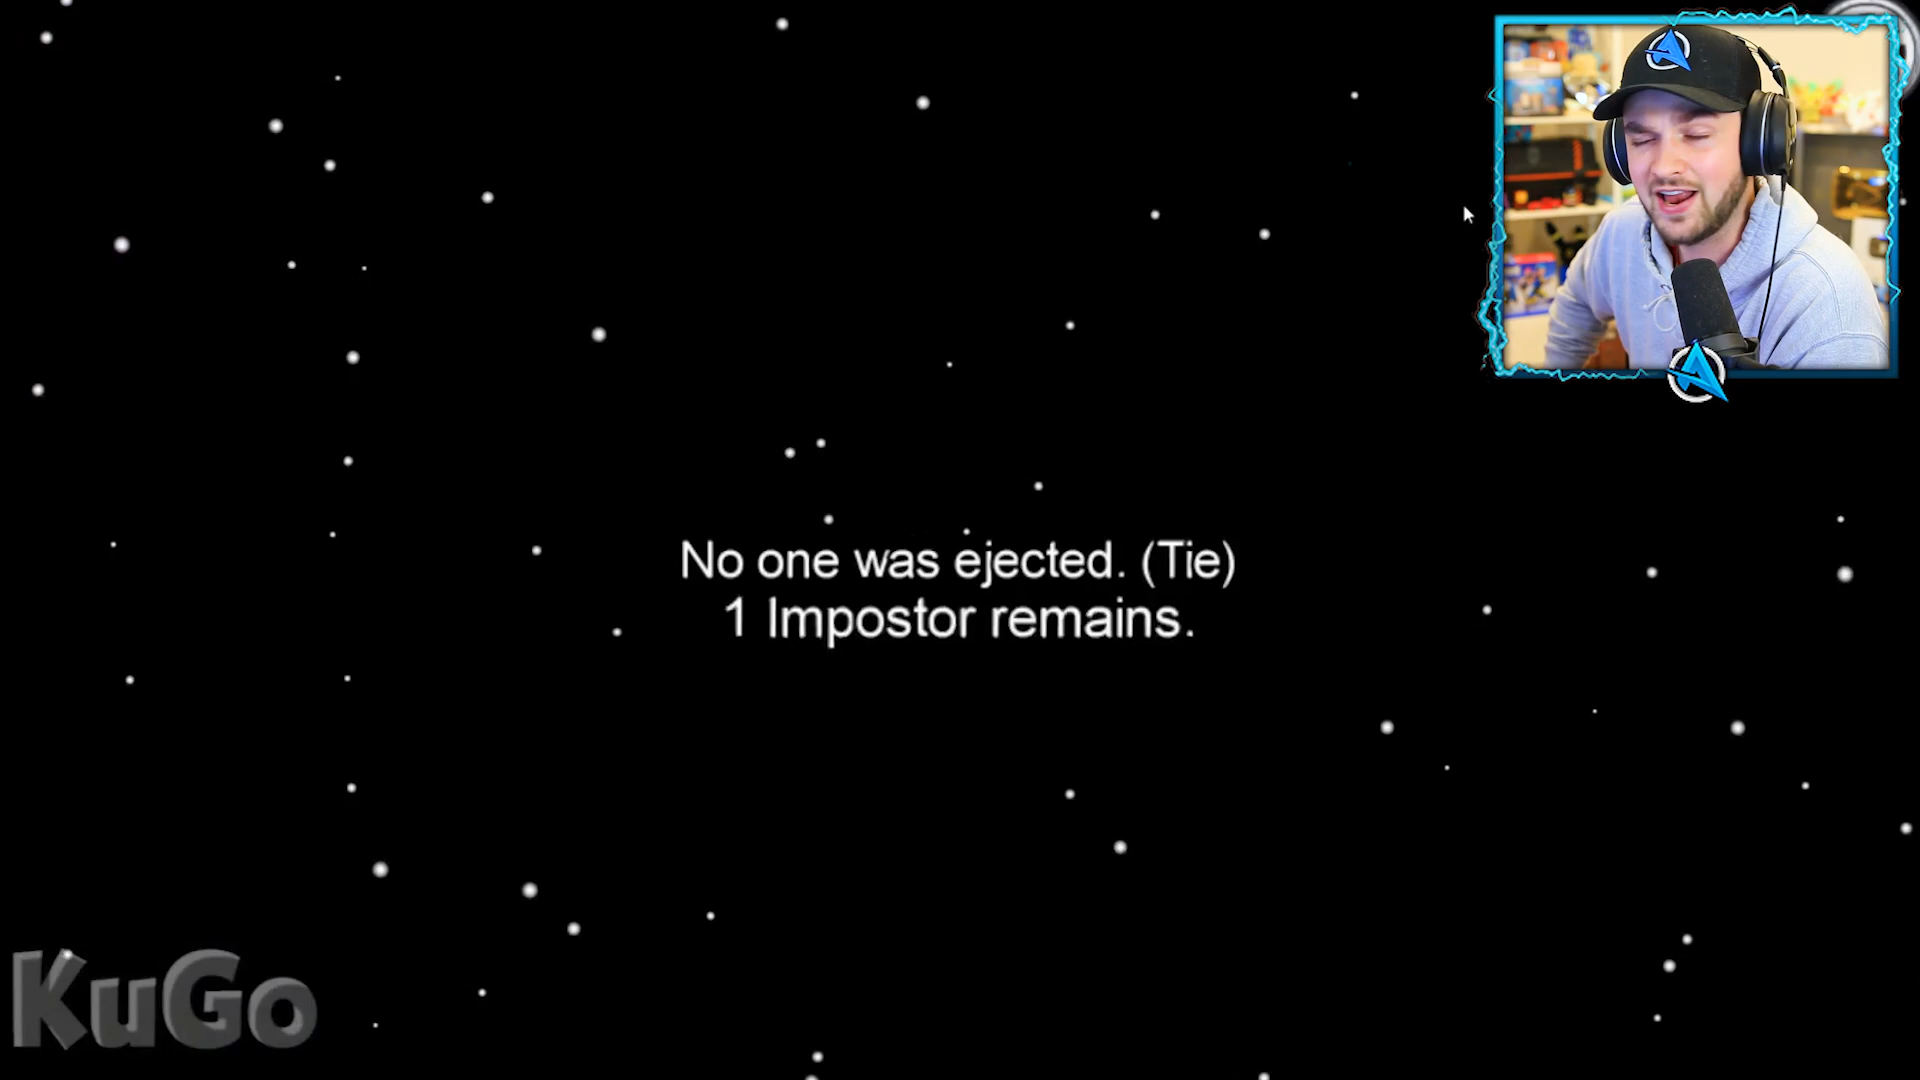 No one was ejected. (Tie)
1 Impostor remains.
KuGo